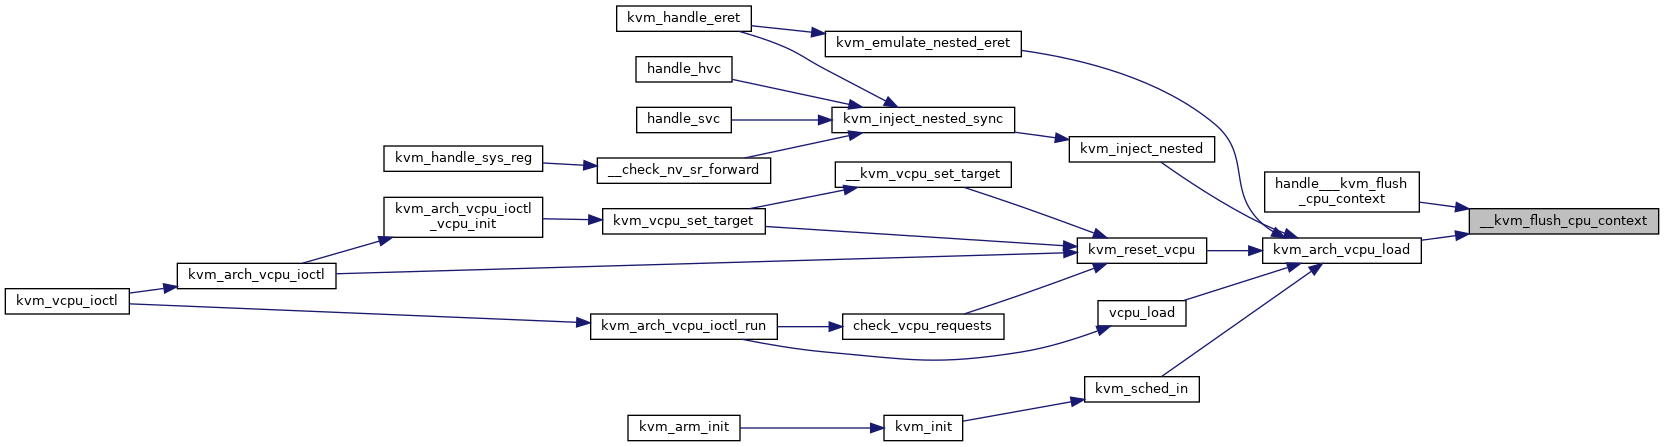 kvm_handle_eret
kvm_emulate_nested_eret
handle_hvc
handle_svc
kvm_inject_nested_sync
kvm_inject_nested
kvm_handle_sys_reg
__check_nv_sr_forward
__kvm_vcpu_set_target
handle___kvm_flush
_cpu_context
kvm_arch_vcpu_ioctl
_vcpu_init
kvm_vcpu_set_target
__kvm_flush_cpu_context
kvm_reset_vcpu
kvm_arch_vcpu_load
kvm_arch_vcpu_ioctl
kvm_vcpu_ioctl
vcpu_load
kvm_arch_vcpu_ioctl_run
check_vcpu_requests
kvm_sched_in
kvm_arm_init
kvm_init